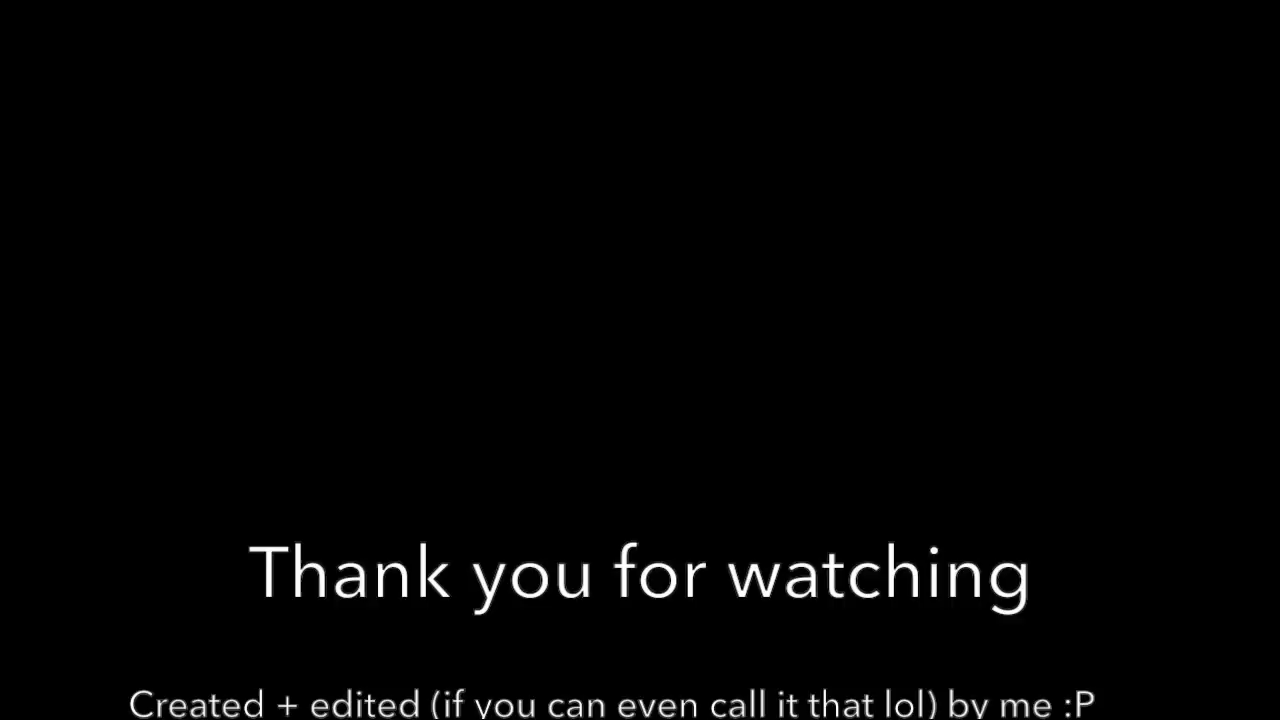 Thank you for watching
Created + edited (if you can even call it that lol) by me :P